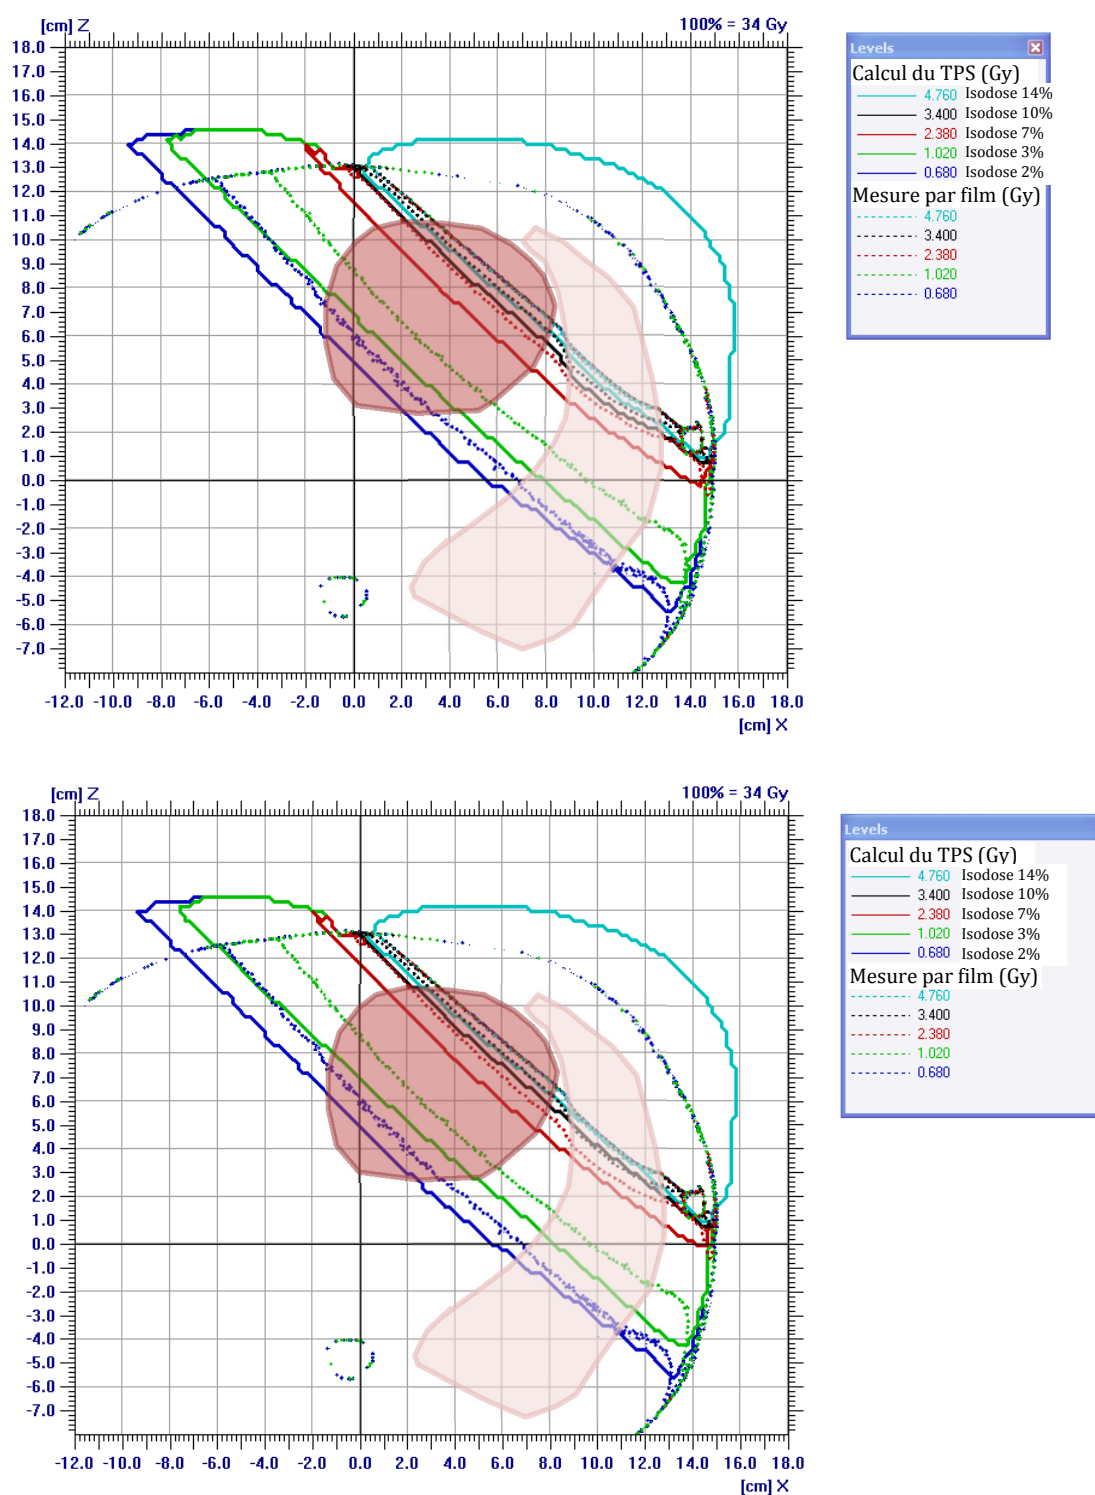 [cm] Z
100% = 34 Gy
18.0
17.0
16.0
15.0
14.0
13.0
12.0
11.0
10.0
9.0
8.0
7.0
6.0
5.0
4.0
3.0
2.0
1.0
0.0
-1.0
-2.0
-3.0
-4.0
-5.0
-6.0
-7.0
-12.0 -10.0 -8.0 -6.0 -4.0 -2.0 0.0 2.0 4.0 6.0 8.0 10.0 12.0 14.0 16.0 18.0
[cm] X
Levels
Calcul du TPS (Gy)
4.760 Isodose 14%
3.400 Isodose 10%
2.380 Isodose 7%
1.020 Isodose 3%
0.680 Isodose 2%
Mesure par film (Gy)
4.760
3.400
2.380
1.020
0.680
[cm] Z
100% = 34 Gy
18.0
17.0
16.0
15.0
14.0
13.0
12.0
11.0
10.0
9.0
8.0
7.0
6.0
5.0
4.0
3.0
2.0
1.0
0.0
-1.0
-2.0
-3.0
-4.0
-5.0
-6.0
-7.0
-12.0 -10.0 -8.0 -6.0 -4.0 -2.0 0.0 2.0 4.0 6.0 8.0 10.0 12.0 14.0 16.0 18.0
[cm] X
Levels
Calcul du TPS (Gy)
4.760 Isodose 14%
3.400 Isodose 10%
2.380 Isodose 7%
1.020 Isodose 3%
0.680 Isodose 2%
Mesure par film (Gy)
4.760
3.400
2.380
1.020
0.680